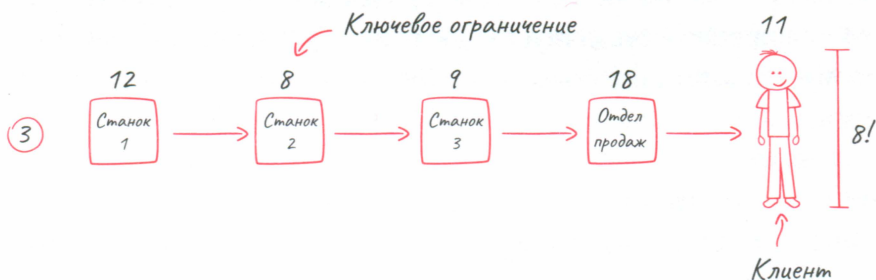 Ключевое ограничение
11
12
8
9
18
3
Станок
1
Станок
2
Станок
3
Отдел
продаж
8!
Клиент